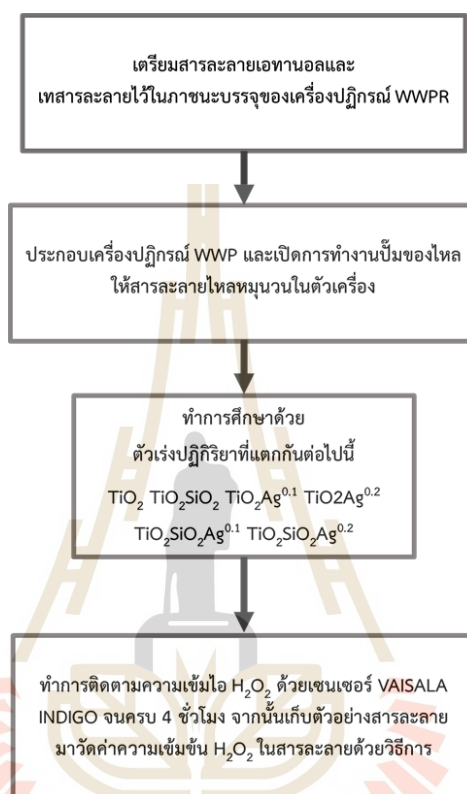 เตรียมสารละลายเอทานอลและ
เทสารละลายไว้ในภาชนะบรรจุของเครื่องปฏิกรณ์ WWPR
ประกอบเครื่องปฏิกรณ์ WWP และเปิดการทำงานปั๊มของไหล
ให้สารละลายไหลหมุนวนในตัวเครื่อง
ทำการศึกษาด้วย
ตัวเร่งปฏิกิริยาที่แตกกันต่อไปนี้
TiO₂ TiO₂SiO₂ TiO₂Ag⁰·¹ TiO2Ag⁰·²
TiO₂SiO₂Ag⁰·¹ TiO₂SiO₂Ag⁰·²
ทำการติดตามความเข้มไอ H₂O₂ ด้วยเซนเซอร์ VAISALA
INDIGO จนครบ 4 ชั่วโมง จากนั้นเก็บตัวอย่างสารละลาย
มาวัดค่าความเข้มข้น H₂O₂ ในสารละลายด้วยวิธีการ